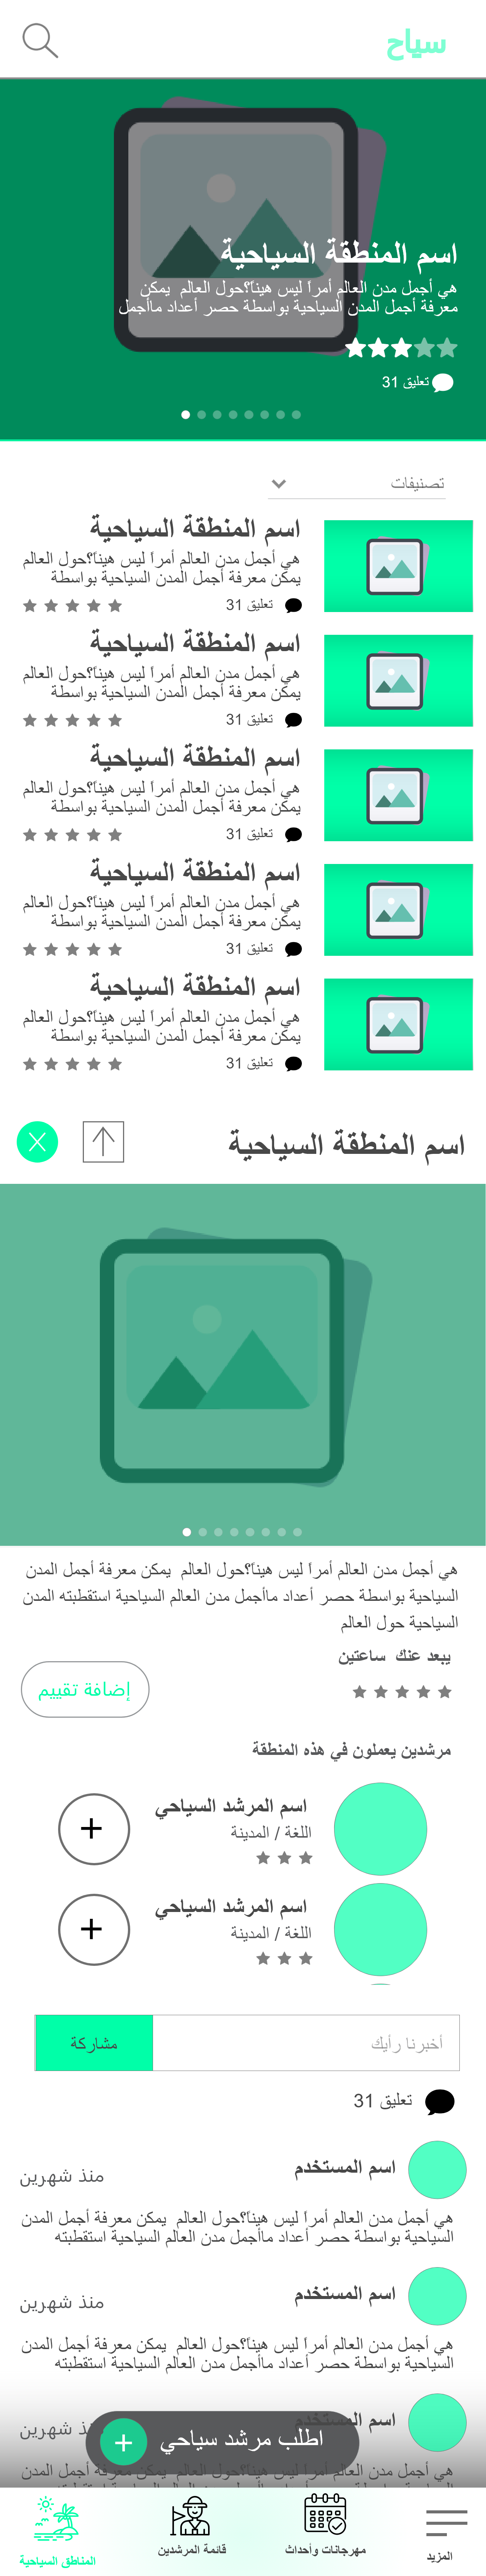 سياح
اسم المنطقة السياحية
هي أجمل مدن العالم أمراً ليس هيناً؟حول العالم يمكن
معرفة أجمل المدن السياحية بواسطة حصر أعداد ماأجمل
31 تعليق
تصنيفات
اسم المنطقة السياحية
هي أجمل مدن العالم أمراً ليس هيناً؟حول العالم
يمكن معرفة أجمل المدن السياحية بواسطة
31 تعليق
اسم المنطقة السياحية
هي أجمل مدن العالم أمراً ليس هيناً؟حول العالم
يمكن معرفة أجمل المدن السياحية بواسطة
31 تعليق
اسم المنطقة السياحية
هي أجمل مدن العالم أمراً ليس هيناً؟حول العالم
يمكن معرفة أجمل المدن السياحية بواسطة
31 تعليق
اسم المنطقة السياحية
هي أجمل مدن العالم أمراً ليس هيناً؟حول العالم
يمكن معرفة أجمل المدن السياحية بواسطة
31 تعليق
اسم المنطقة السياحية
هي أجمل مدن العالم أمراً ليس هيناً؟حول العالم
يمكن معرفة أجمل المدن السياحية بواسطة
31 تعليق
اسم المنطقة السياحية
هي أجمل مدن العالم أمراً ليس هيناً؟حول العالم يمكن معرفة أجمل المدن
السياحية بواسطة حصر أعداد ماأجمل مدن العالم السياحية استقطبته المدن
السياحية حول العالم
يبعد عنك ساعتين
إضافة تقييم
مرشدين يعملون في هذه المنطقة
اسم المرشد السياحي
اللغة / المدينة
اسم المرشد السياحي
اللغة / المدينة
أخبرنا رأيك
مشاركة
31 تعليق
اسم المستخدم
منذ شهرين
هي أجمل مدن العالم أمراً ليس هيناً؟حول العالم يمكن معرفة أجمل المدن
السياحية بواسطة حصر أعداد ماأجمل مدن العالم السياحية استقطبته
اسم المستخدم
منذ شهرين
هي أجمل مدن العالم أمراً ليس هيناً؟حول العالم يمكن معرفة أجمل المدن
السياحية بواسطة حصر أعداد ماأجمل مدن العالم السياحية استقطبته
اسم المستخدم
منذ شهرين
اطلب مرشد سياحي
هي أجمل مدن العالم أمراً ليس هيناً؟حول العالم يمكن معرفة أجمل المدن
المزيد
مهرجانات وأحداث
قائمة المرشدين
المناطق السياحية